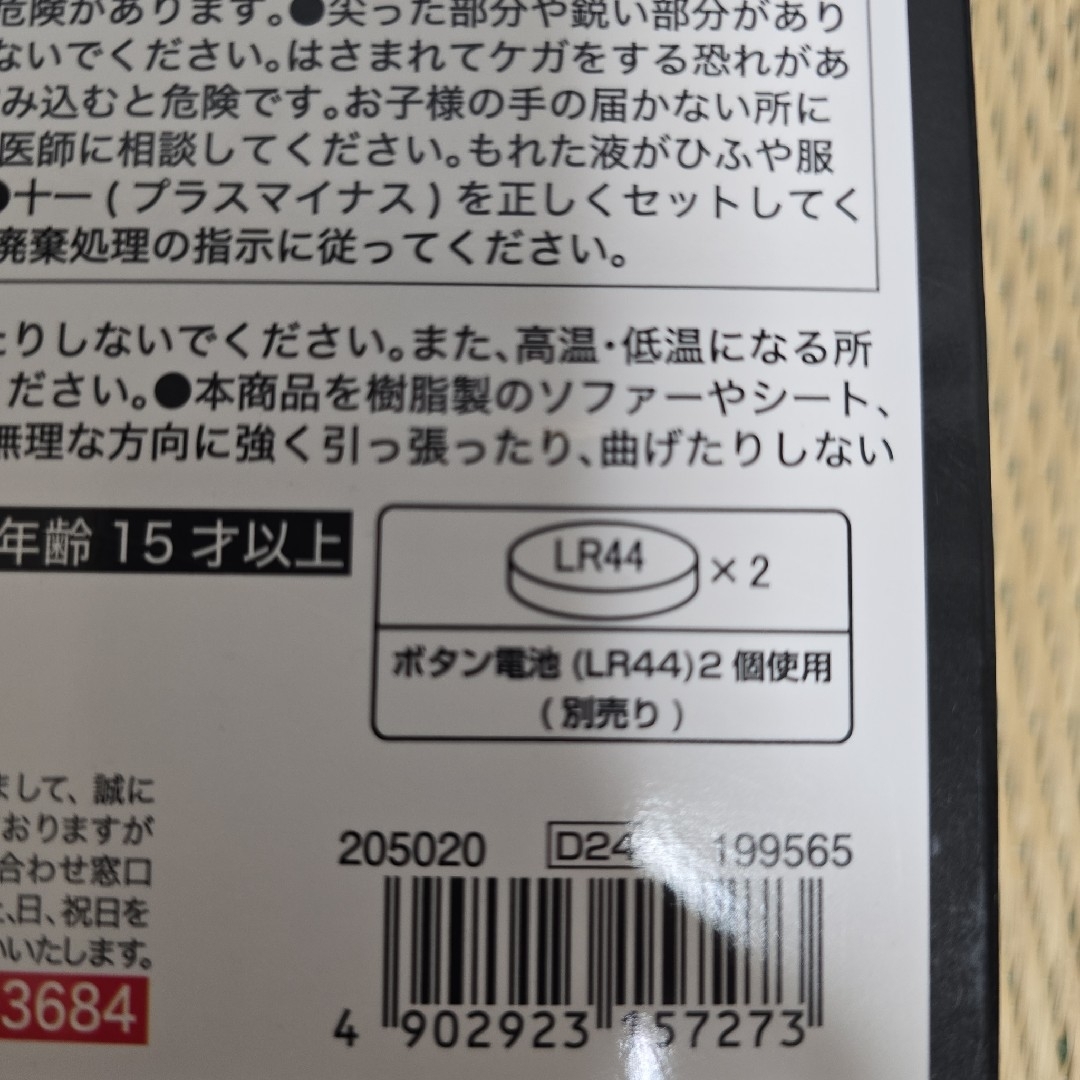 危険があります。●尖った部分や鋭い部分があり
ないでください。はさまれてケガをする恐れがあ
み込むと危険です。お子様の手の届かない所に
医師に相談してください。もれた液がひふや服
●+ー(プラスマイナス)を正しくセットしてく
廃棄処理の指示に従ってください。
たりしないでください。また、高温・低温になる所
ください。●本商品を樹脂製のソファーやシート、
無理な方向に強く引っ張ったり、曲げたりしない
年齢 15 才以上
LR44 × 2
ボタン電池 (LR44) 2 個使用
(別売り)
まして、誠に
おりますが
合わせ窓口
、日、祝日を
いいたします。
3684
205020 D24 199565
4 902923 157273